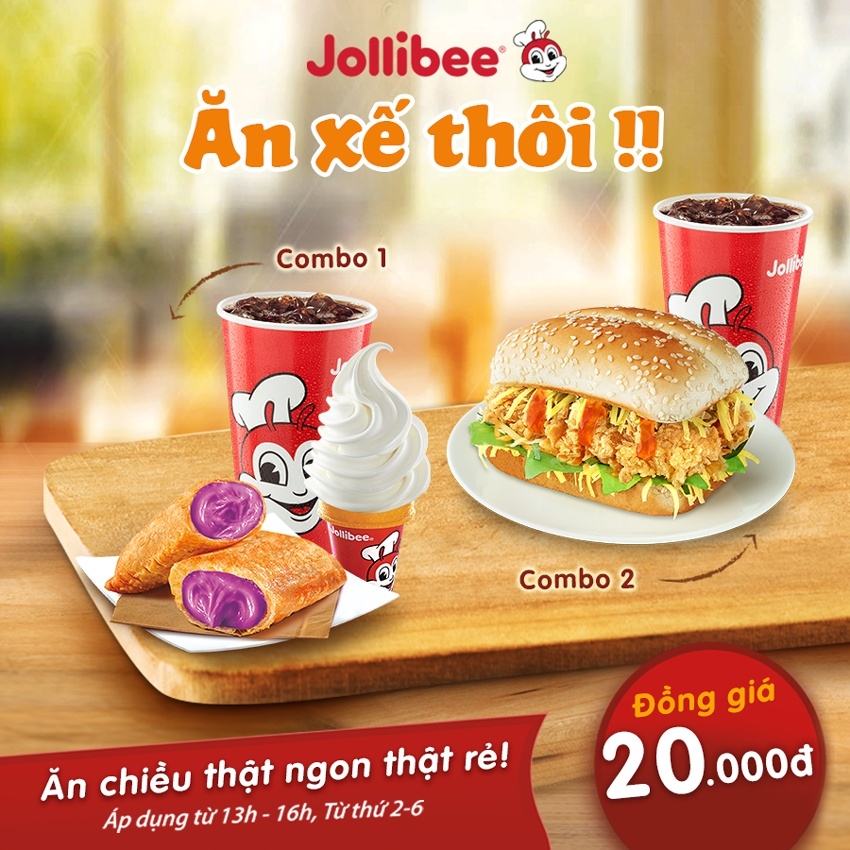 Jollibee
Ăn xế thôi !!
Combo 1
Jollibee
Jollibee
Combo 2
Đồng giá
20.000đ
Ăn chiều thật ngon thật rẻ!
Áp dụng từ 13h - 16h, Từ thứ 2-6